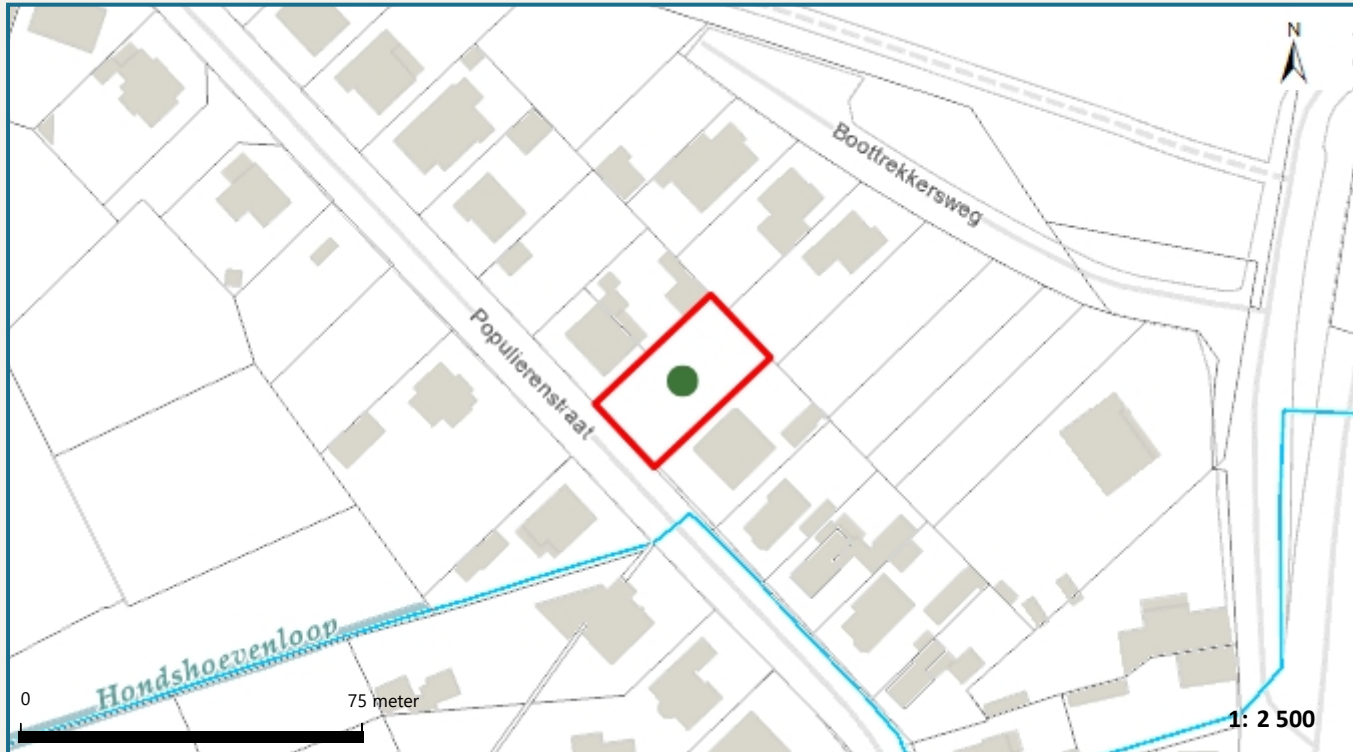 N
Boottrekkersweg
Populierenstraat
Hondshoevenloop
0
75 meter
1: 2 500